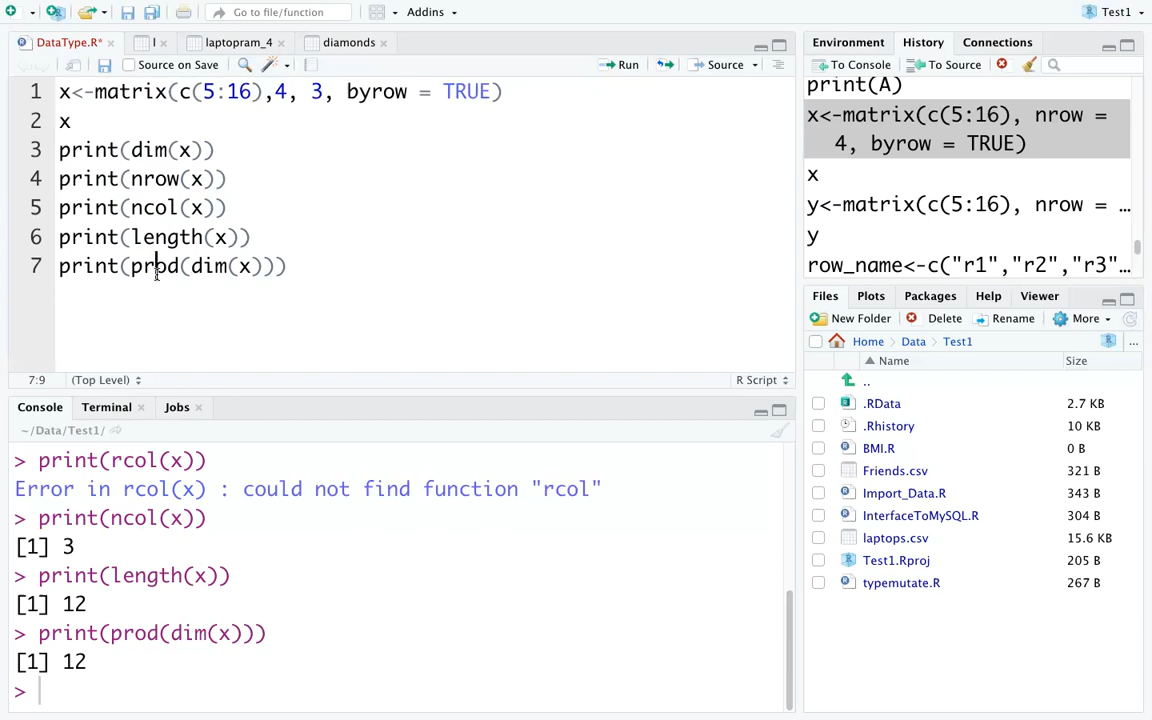 Go to file/function
Addins
Test1
DataType.R*
l
laptopram_4
diamonds
Source on Save
Run
Source
1 x<-matrix(c(5:16),4, 3, byrow = TRUE)
2 x
3 print(dim(x))
4 print(nrow(x))
5 print(ncol(x))
6 print(length(x))
7 print(prod(dim(x)))
7:9 (Top Level) R Script
Console Terminal Jobs
~/Data/Test1/
> print(rcol(x))
Error in rcol(x) : could not find function "rcol"
> print(ncol(x))
[1] 3
> print(length(x))
[1] 12
> print(prod(dim(x)))
[1] 12
>
Environment History Connections
To Console To Source
print(A)
x<-matrix(c(5:16), nrow =
4, byrow = TRUE)
x
y<-matrix(c(5:16), nrow = …
y
row_name<-c("r1","r2","r3"…
Files Plots Packages Help Viewer
New Folder Delete Rename More
Home Data Test1 ...
Name Size
..
.RData 2.7 KB
.Rhistory 10 KB
BMI.R 0 B
Friends.csv 321 B
Import_Data.R 343 B
InterfaceToMySQL.R 304 B
laptops.csv 15.6 KB
Test1.Rproj 205 B
typemutate.R 267 B